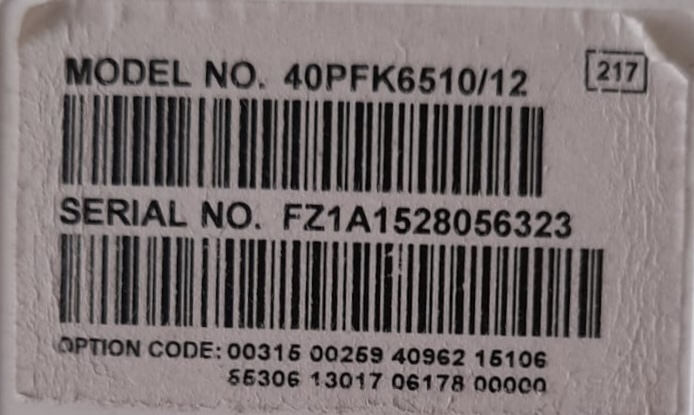 MODEL NO. 40PFK6510/12
217
SERIAL NO. FZ1A1528056323
OPTION CODE: 00315 00259 40962 15106
55306 13017 06178 00000